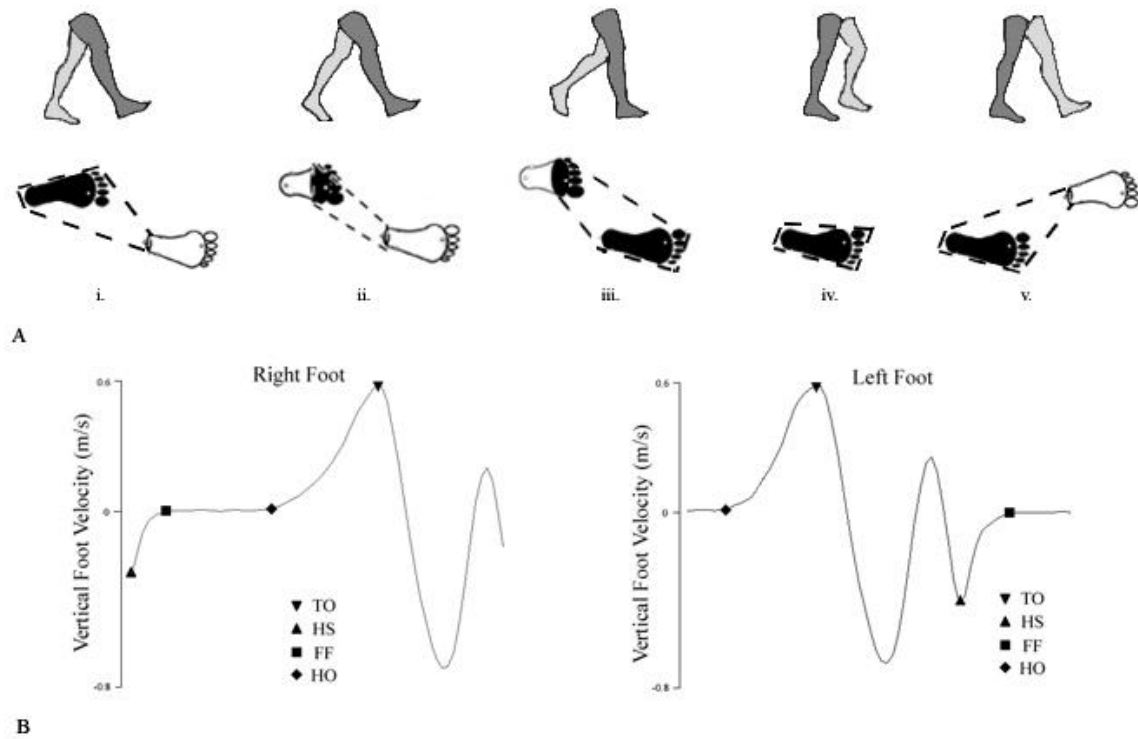 i. ii. iii. iv. v.
A
Right Foot
Vertical Foot Velocity (m/s)
0.6
0
-0.8
TO
HS
FF
HO
Left Foot
Vertical Foot Velocity (m/s)
0.6
0
-0.8
TO
HS
FF
HO
B